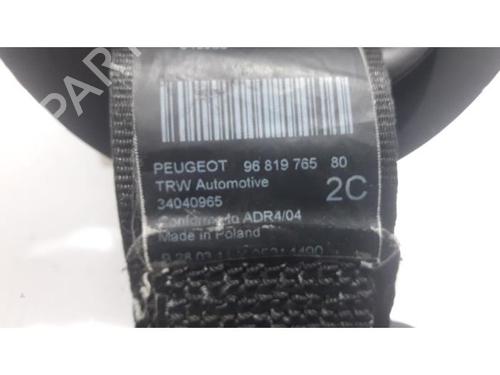 PEUGEOT 96 819 765 80
TRW Automotive
34040965 2C
Conforme to ADR4/04
Made in Poland